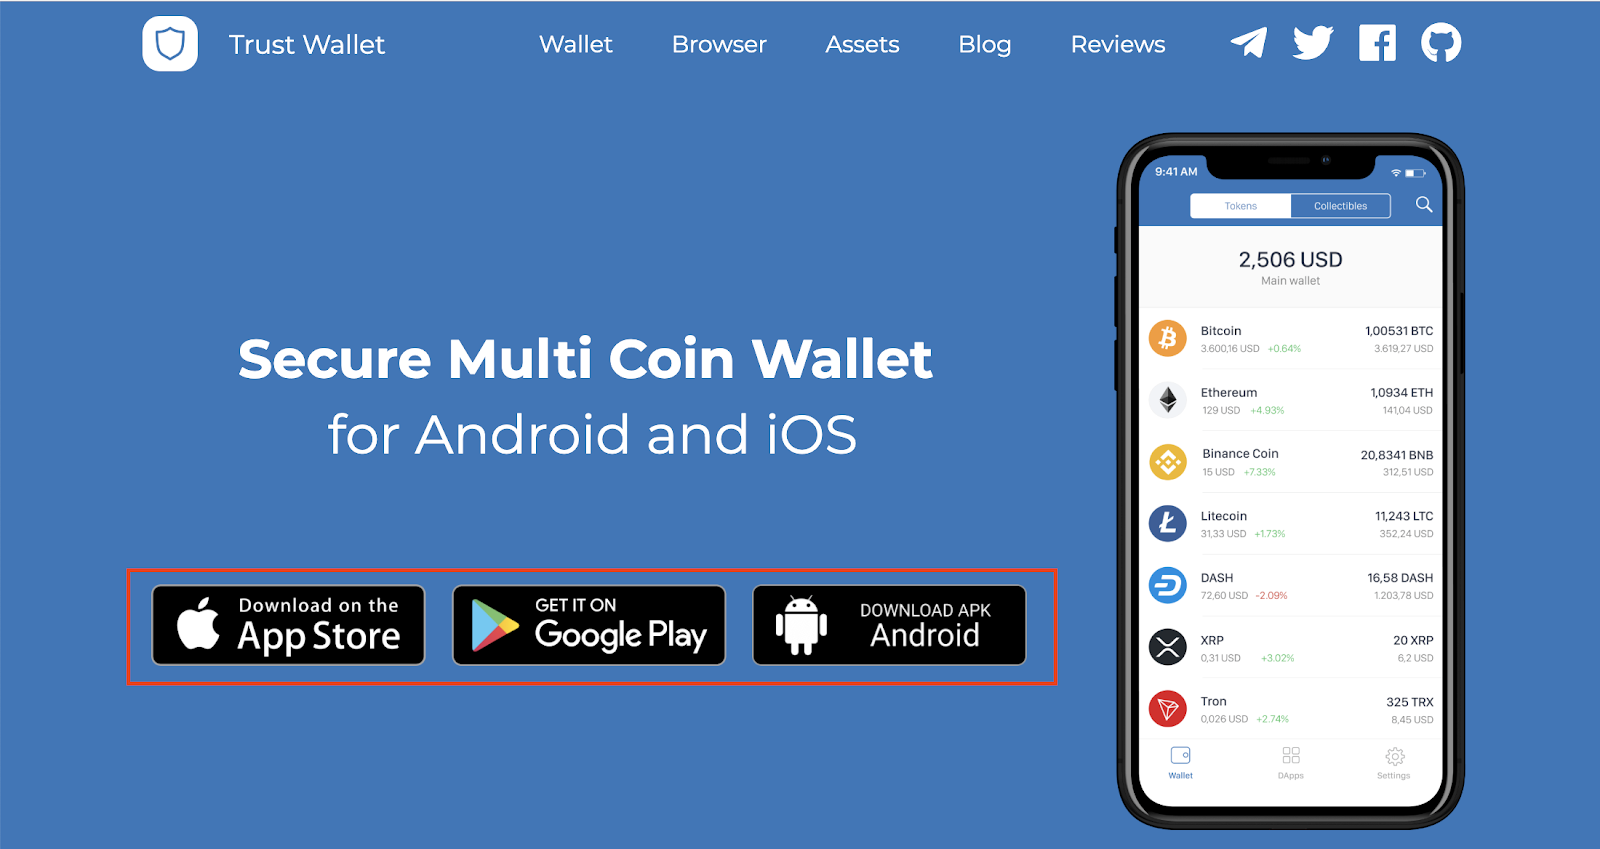 Trust Wallet
Wallet Browser Assets Blog Reviews
Secure Multi Coin Wallet
for Android and iOS
Download on the
App Store
GET IT ON
Google Play
DOWNLOAD APK
Android
9:41 AM
Tokens Collectibles
2,506 USD
Main wallet
Bitcoin 1,00531 BTC
3.600,16 USD +0.64% 3.619,27 USD
Ethereum 1,0934 ETH
129 USD +4.93% 141,04 USD
Binance Coin 20,8341 BNB
15 USD +7.33% 312,51 USD
Litecoin 11,243 LTC
31,33 USD +1.73% 352,24 USD
DASH 16,58 DASH
72,60 USD -2.09% 1.203,78 USD
XRP 20 XRP
0,31 USD +3.02% 6,2 USD
Tron 325 TRX
0,026 USD +2.74% 8,45 USD
Wallet DApps Settings